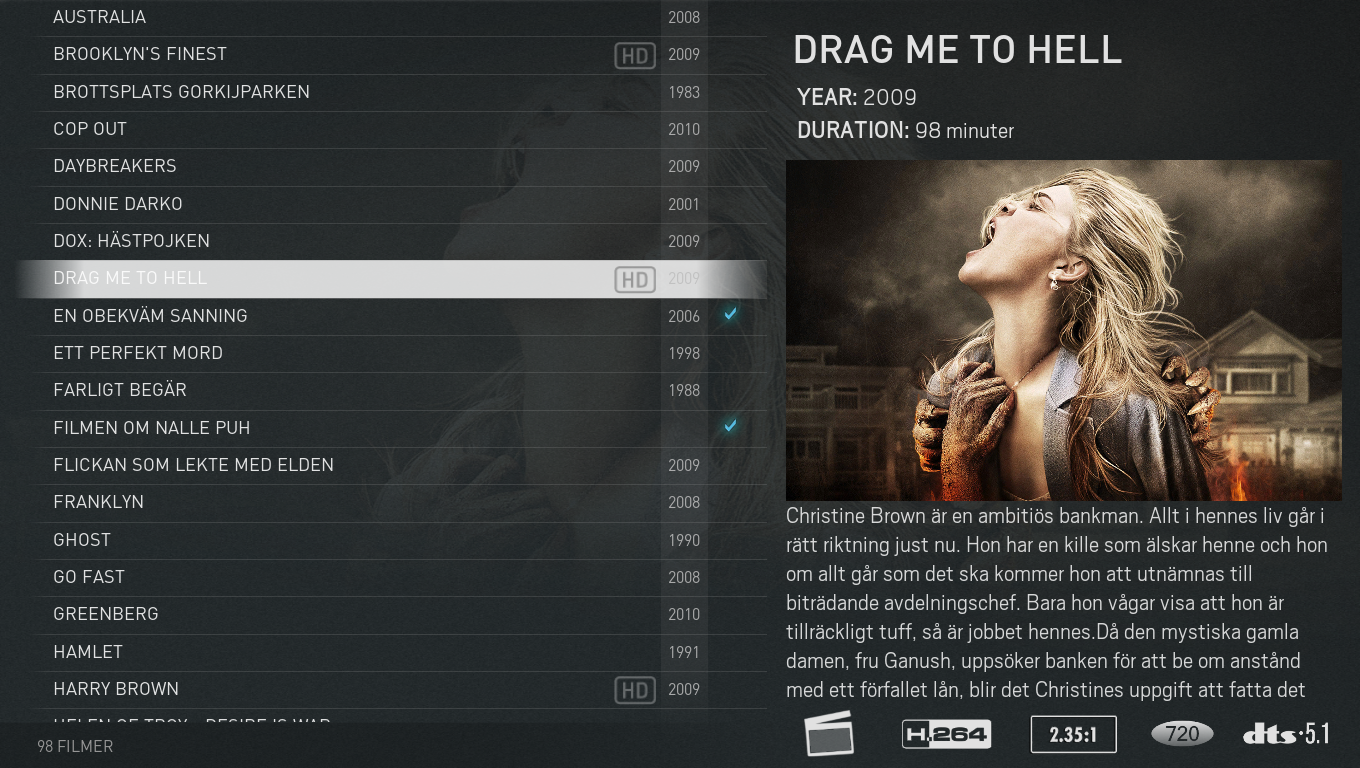 AUSTRALIA 2008
BROOKLYN'S FINEST HD 2009
BROTTSPLATS GORKIJPARKEN 1983
COP OUT 2010
DAYBREAKERS 2009
DONNIE DARKO 2001
DOX: HÄSTPOJKEN 2009
DRAG ME TO HELL HD 2009
EN OBEKVÄM SANNING 2006
ETT PERFEKT MORD 1998
FARLIGT BEGÄR 1988
FILMEN OM NALLE PUH
FLICKAN SOM LEKTE MED ELDEN 2009
FRANKLYN 2008
GHOST 1990
GO FAST 2008
GREENBERG 2010
HAMLET 1991
HARRY BROWN HD 2009
HELEN OF TROY - DESIRE IS WAR
98 FILMER
DRAG ME TO HELL
YEAR: 2009
DURATION: 98 minuter
Christine Brown är en ambitiös bankman. Allt i hennes liv går i
rätt riktning just nu. Hon har en kille som älskar henne och hon
om allt går som det ska kommer hon att utnämnas till
biträdande avdelningschef. Bara hon vågar visa att hon är
tillräckligt tuff, så är jobbet hennes.Då den mystiska gamla
damen, fru Ganush, uppsöker banken för att be om anstånd
med ett förfallet lån, blir det Christines uppgift att fatta det
H.264 2.35:1 720 dts·5.1